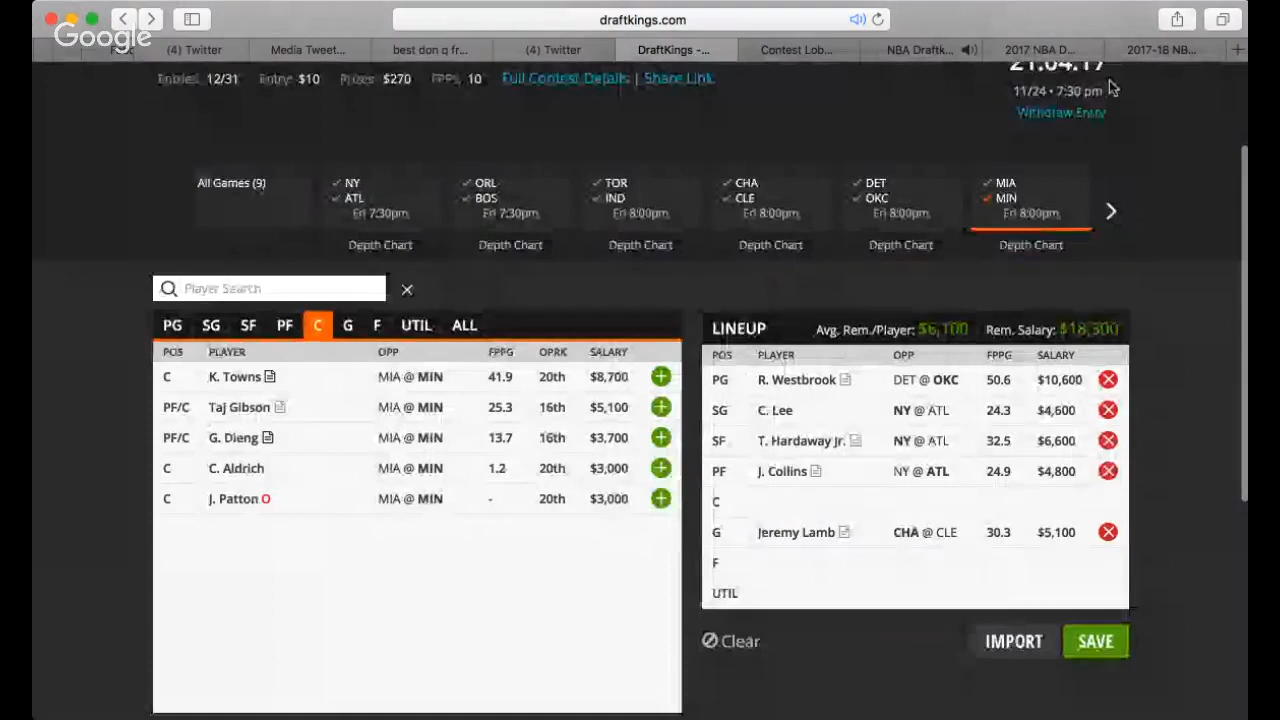 draftkings.com
Google
(4) Twitter
Media Tweet...
best don q fr...
(4) Twitter
DraftKings -...
Contest Lob...
NBA Draftk...
2017 NBA D...
2017-18 NB...
Entries: 12/31 Entry: $10 Prizes: $270 FPPs: 10 Full Contest Details | Share Link
21:04:17
11/24 • 7:30 pm
Withdraw Entry
All Games (9)
NY
ATL
Fri 7:30pm
Depth Chart
ORL
BOS
Fri 7:30pm
Depth Chart
TOR
IND
Fri 8:00pm
Depth Chart
CHA
CLE
Fri 8:00pm
Depth Chart
DET
OKC
Fri 8:00pm
Depth Chart
MIA
MIN
Fri 8:00pm
Depth Chart
Player Search
PG SG SF PF C G F UTIL ALL
POS PLAYER OPP FPPG OPRK SALARY
C K. Towns MIA @ MIN 41.9 20th $8,700
PF/C Taj Gibson MIA @ MIN 25.3 16th $5,100
PF/C G. Dieng MIA @ MIN 13.7 16th $3,700
C C. Aldrich MIA @ MIN 1.2 20th $3,000
C J. Patton O MIA @ MIN - 20th $3,000
LINEUP Avg. Rem./Player: $6,100 Rem. Salary: $18,300
POS PLAYER OPP FPPG SALARY
PG R. Westbrook DET @ OKC 50.6 $10,600
SG C. Lee NY @ ATL 24.3 $4,600
SF T. Hardaway Jr. NY @ ATL 32.5 $6,600
PF J. Collins NY @ ATL 24.9 $4,800
C
G Jeremy Lamb CHA @ CLE 30.3 $5,100
F
UTIL
Clear
IMPORT
SAVE